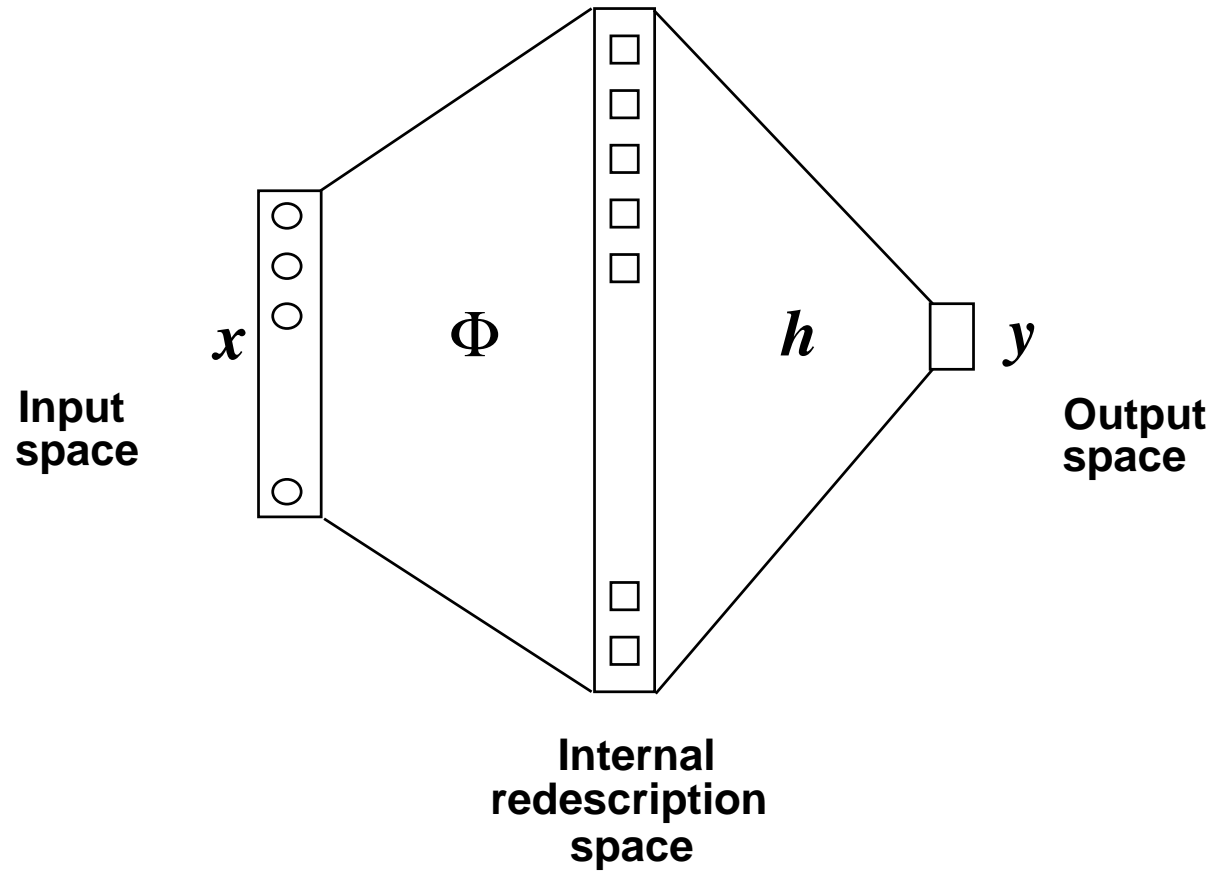 x
Φ
h
y
Input
space
Output
space
Internal
redescription
space